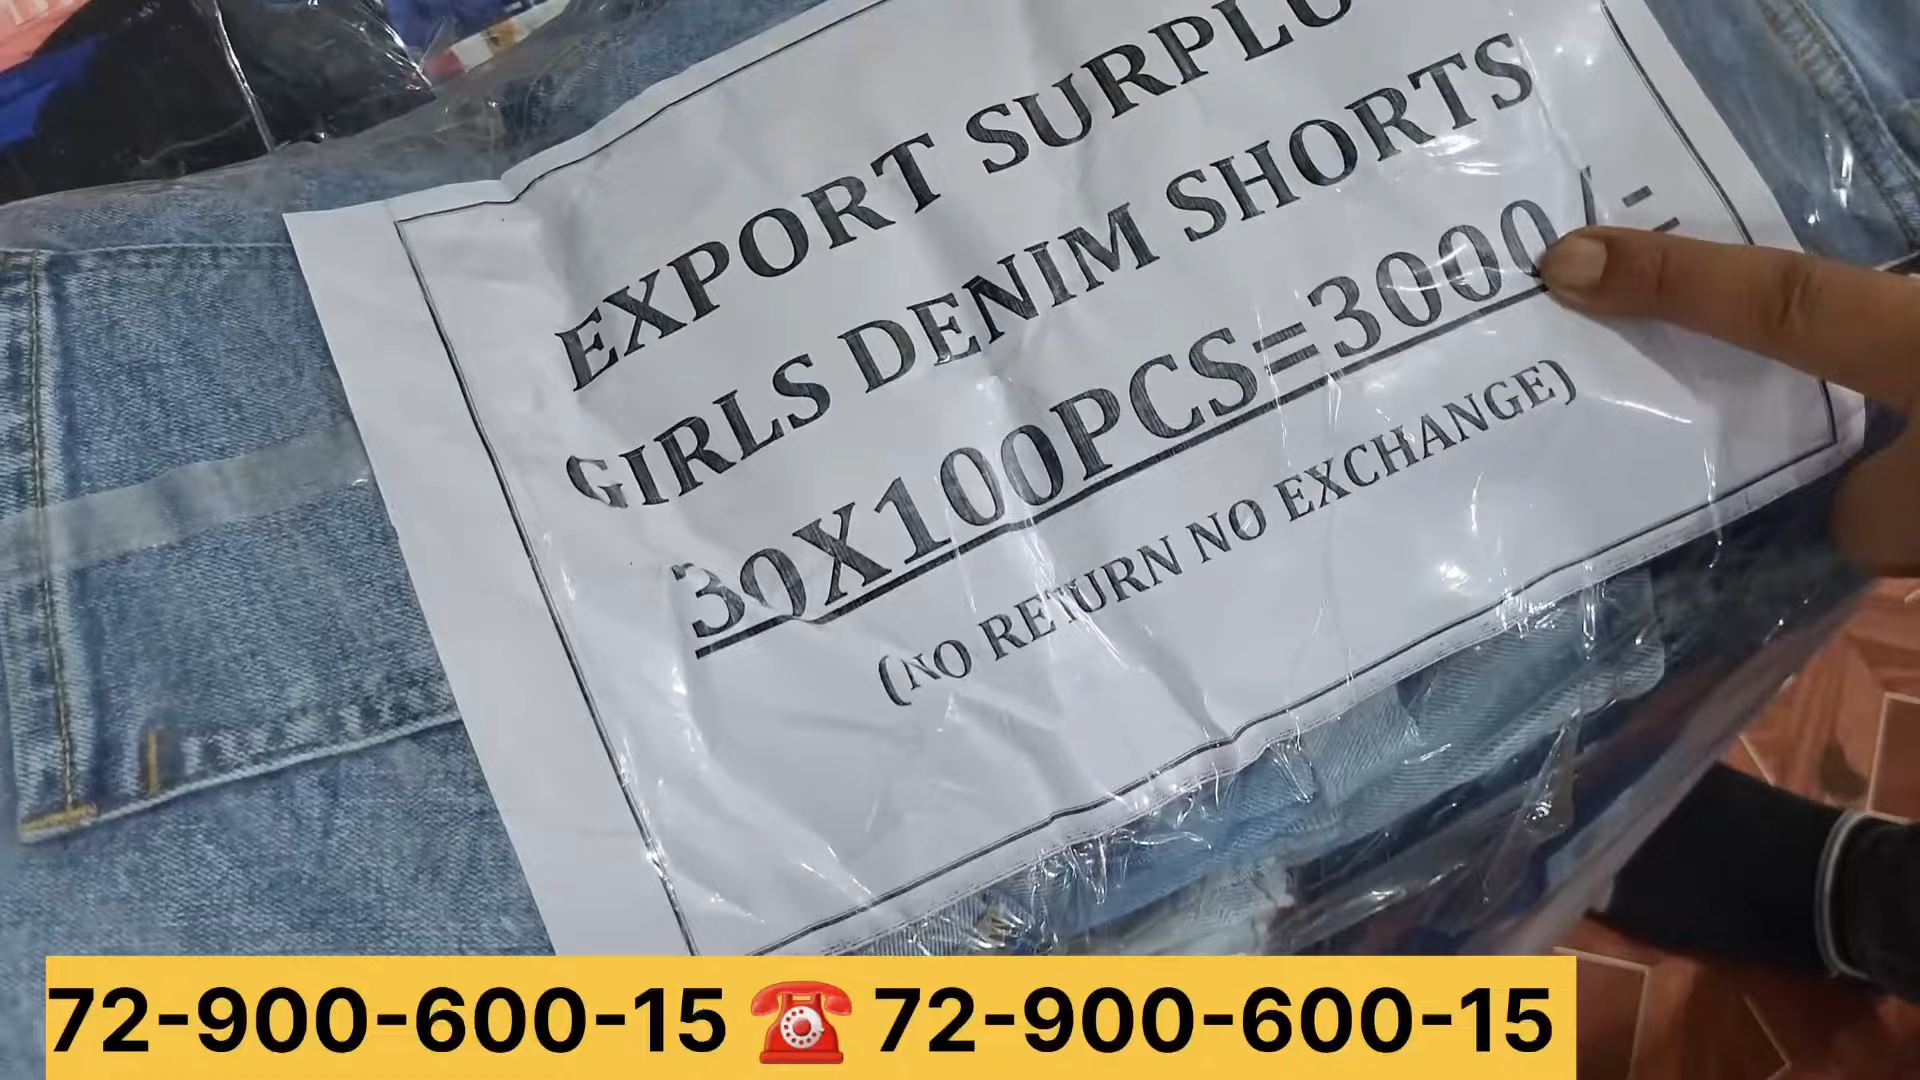 EXPORT SURPLU
GIRLS DENIM SHORTS
30X100PCS=3000/-
(NO RETURN NO EXCHANGE)
72-900-600-15 ☎️ 72-900-600-15